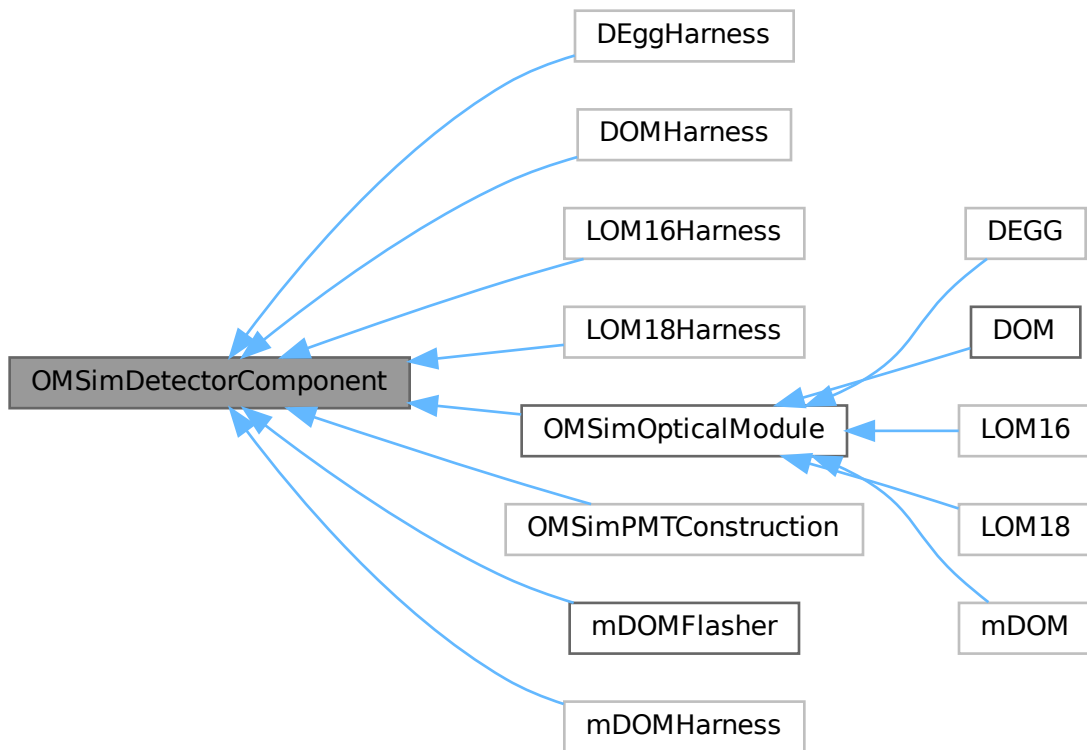 DEggHarness
DOMHarness
LOM16Harness
DEGG
LOM18Harness
DOM
OMSimDetectorComponent
OMSimOpticalModule
LOM16
OMSimPMTConstruction
LOM18
mDOMFlasher
mDOM
mDOMHarness